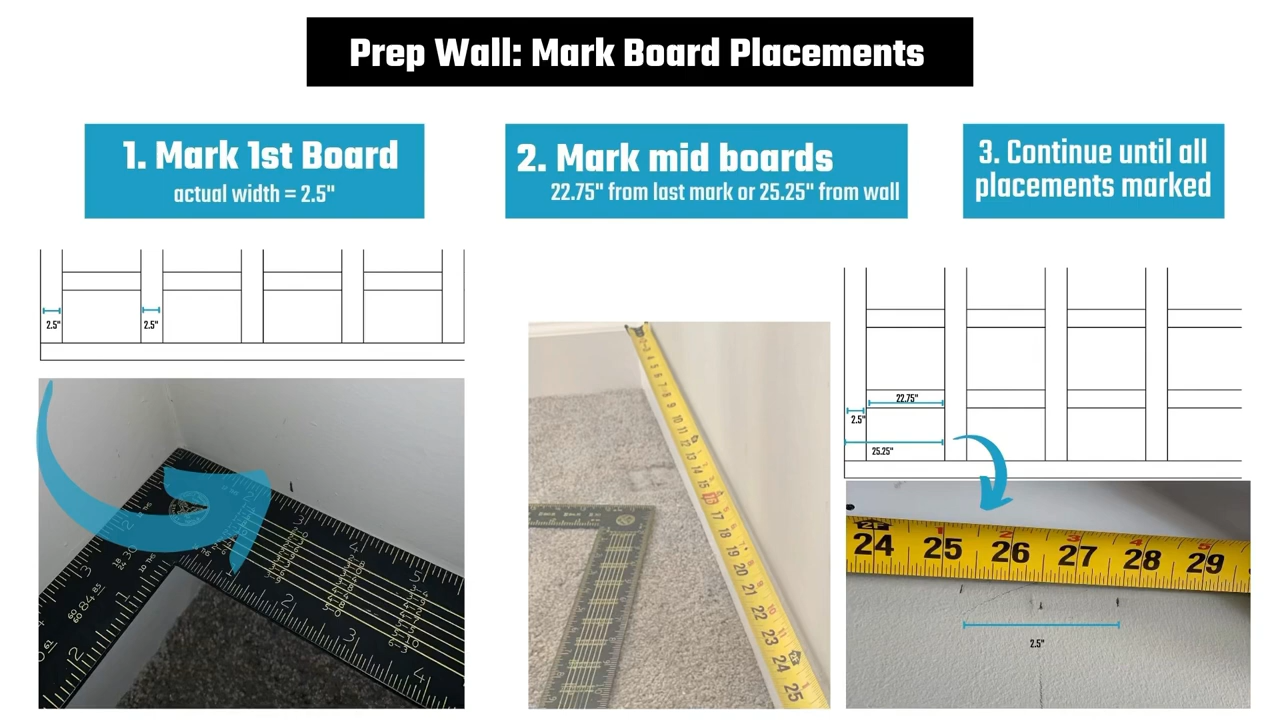 Prep Wall: Mark Board Placements
1. Mark 1st Board
actual width = 2.5"
2. Mark mid boards
22.75" from last mark or 25.25" from wall
3. Continue until all
placements marked
2.5"
2.5"
22.75"
2.5"
25.25"
24 25 26 27 28 29
2.5"